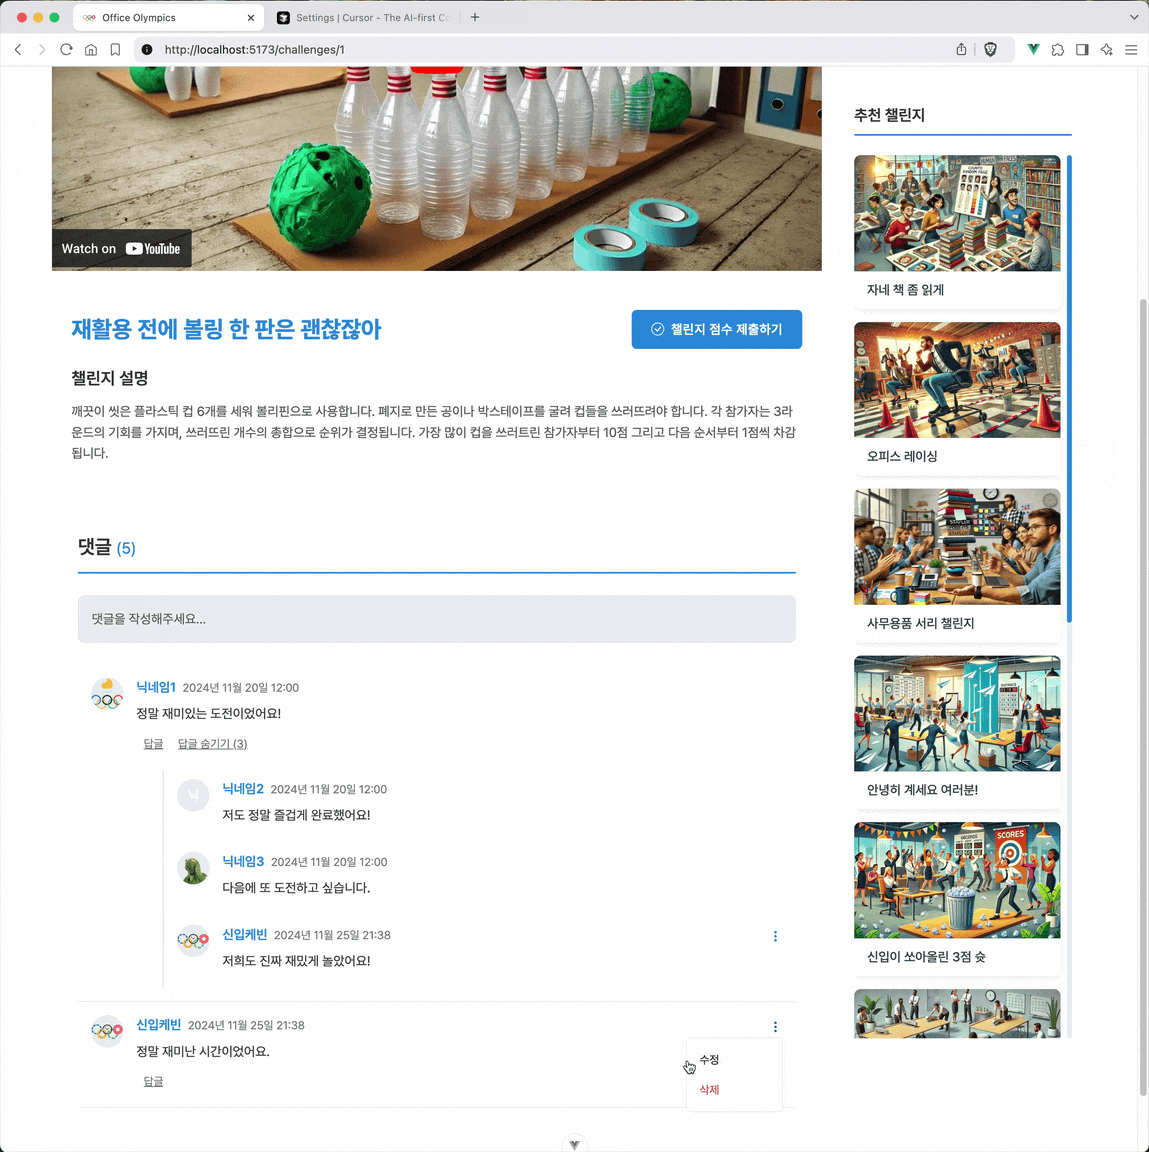 Office Olympics
Settings | Cursor - The AI-first Co
http://localhost:5173/challenges/1
Watch on YouTube
재활용 전에 볼링 한 판은 괜찮잖아
챌린지 점수 제출하기
챌린지 설명
깨끗이 씻은 플라스틱 컵 6개를 세워 볼리핀으로 사용합니다. 폐지로 만든 공이나 박스테이프를 굴려 컵들을 쓰러뜨려야 합니다. 각 참가자는 3라
운드의 기회를 가지며, 쓰러뜨린 개수의 총합으로 순위가 결정됩니다. 가장 많이 컵을 쓰러트린 참가자부터 10점 그리고 다음 순서부터 1점씩 차감
됩니다.
댓글 (5)
댓글을 작성해주세요...
닉네임1 2024년 11월 20일 12:00
정말 재미있는 도전이었어요!
답글 답글 숨기기 (3)
닉
닉네임2 2024년 11월 20일 12:00
저도 정말 즐겁게 완료했어요!
닉네임3 2024년 11월 20일 12:00
다음에 또 도전하고 싶습니다.
신입케빈 2024년 11월 25일 21:38
저희도 진짜 재밌게 놀았어요!
신입케빈 2024년 11월 25일 21:38
정말 재미난 시간이었어요.
답글
수정
삭제
추천 챌린지
자네 책 좀 읽게
오피스 레이싱
사무용품 서리 챌린지
안녕히 계세요 여러분!
SCORES
신입이 쏘아올린 3점 슛